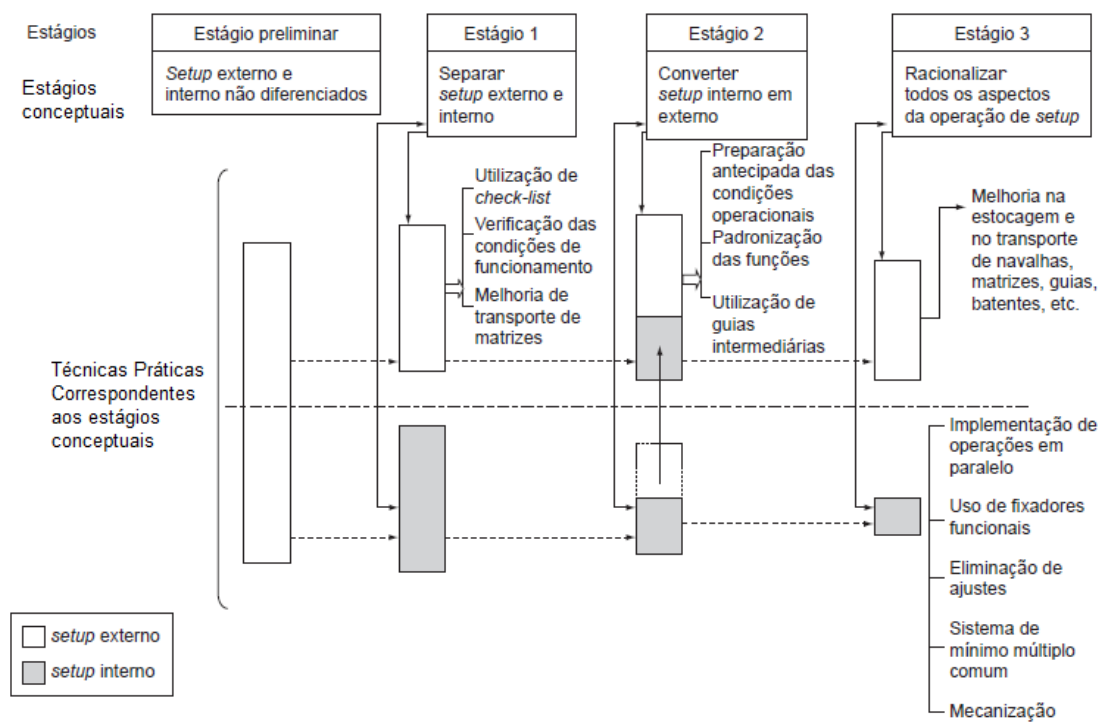 Estágios
Estágio preliminar
Estágio 1
Estágio 2
Estágio 3
Estágios
conceptuais
Setup externo e
interno não diferenciados
Separar
setup externo e
interno
Converter
setup interno em
externo
Racionalizar
todos os aspectos
da operação de setup
Utilização de
check-list
Verificação das
condições de
funcionamento
Melhoria de
transporte de
matrizes
Preparação
antecipada das
condições
operacionais
Padronização
das funções
Utilização de
guias
intermediárias
Melhoria na
estocagem e
no transporte
de navalhas,
matrizes, guias,
batentes, etc.
Técnicas Práticas
Correspondentes
aos estágios
conceptuais
Implementação de
operações em
paralelo
Uso de fixadores
funcionais
Eliminação de
ajustes
Sistema de
mínimo múltiplo
comum
Mecanização
setup externo
setup interno